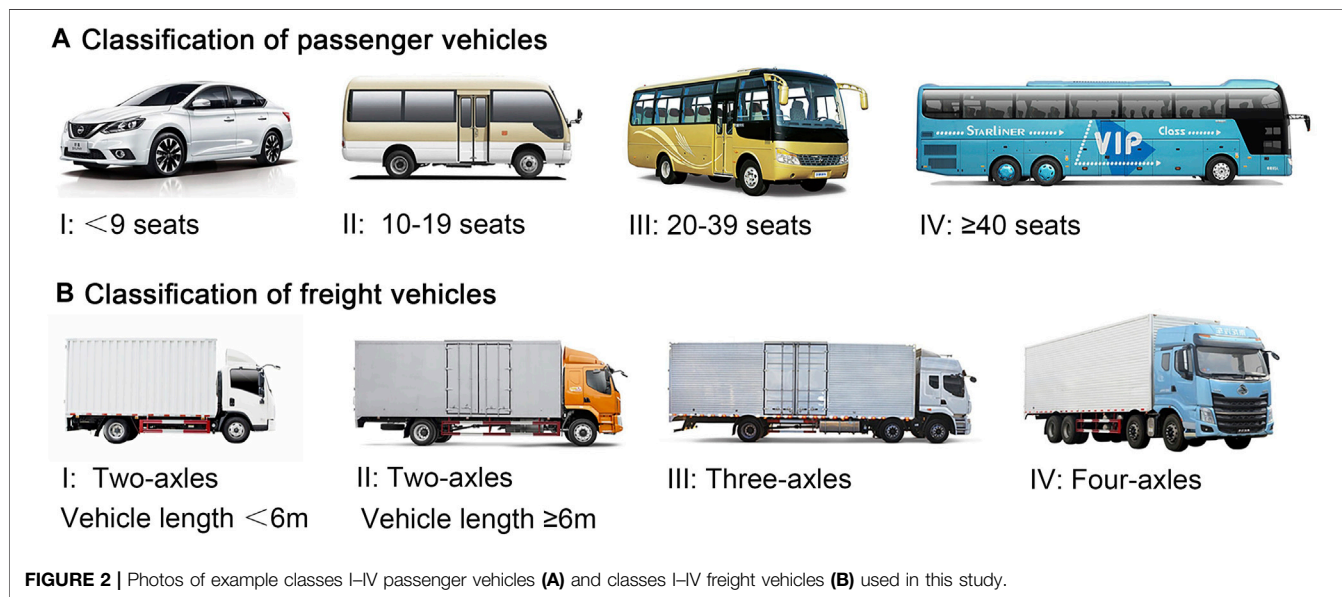 A Classification of passenger vehicles
STARLINER VIP Class
I: <9 seats
II: 10-19 seats
III: 20-39 seats
IV: ≥40 seats
B Classification of freight vehicles
I: Two-axles
Vehicle length <6m
II: Two-axles
Vehicle length ≥6m
III: Three-axles
IV: Four-axles
FIGURE 2 | Photos of example classes I–IV passenger vehicles (A) and classes I–IV freight vehicles (B) used in this study.